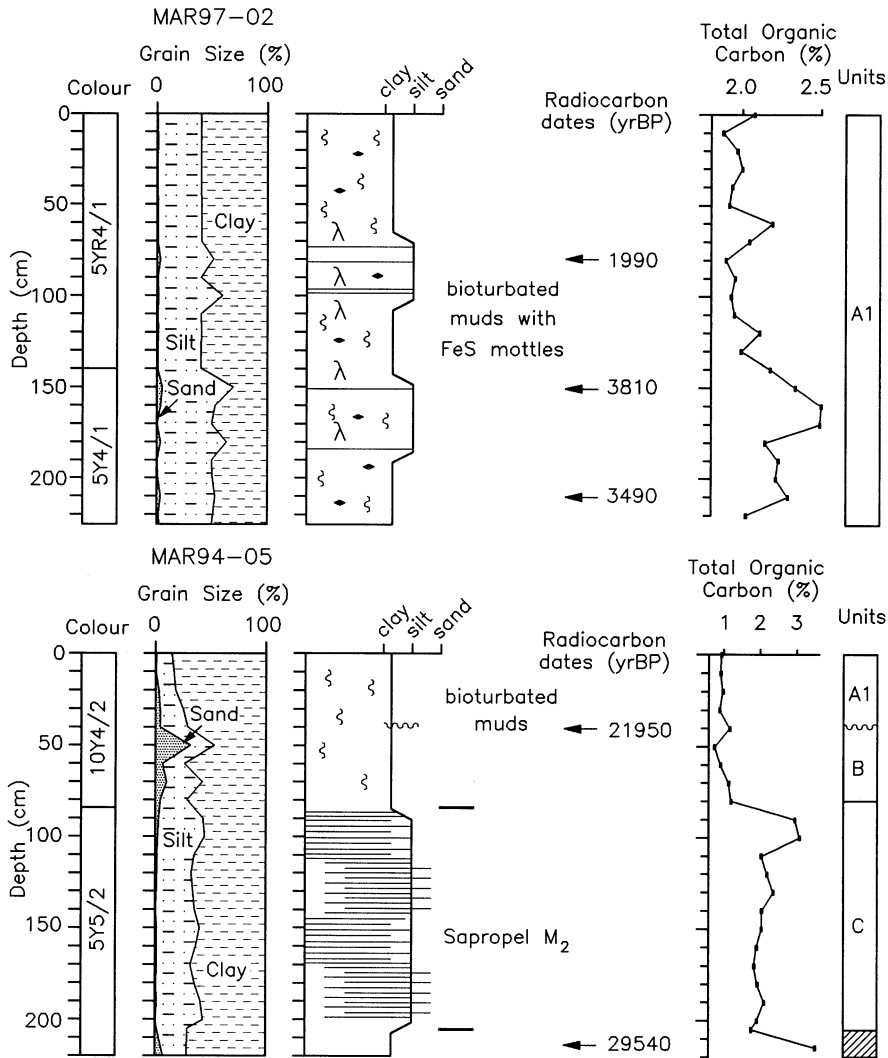 MAR97-02
Grain Size (%)
Colour
0
100
clay
silt
sand
Radiocarbon
dates (yrBP)
Total Organic
Carbon (%)
2.0
2.5
Units
0
50
100
150
200
Depth (cm)
5YR4/1
5Y4/1
Clay
Silt
Sand
λ
λ
λ
λ
λ
bioturbated
muds with
FeS mottles
1990
3810
3490
A1
MAR94-05
Grain Size (%)
Colour
0
100
clay
silt
sand
Radiocarbon
dates (yrBP)
Total Organic
Carbon (%)
1
2
3
Units
0
50
100
150
200
Depth (cm)
10Y4/2
5Y5/2
Sand
Silt
Clay
bioturbated
muds
Sapropel M2
21950
29540
A1
B
C